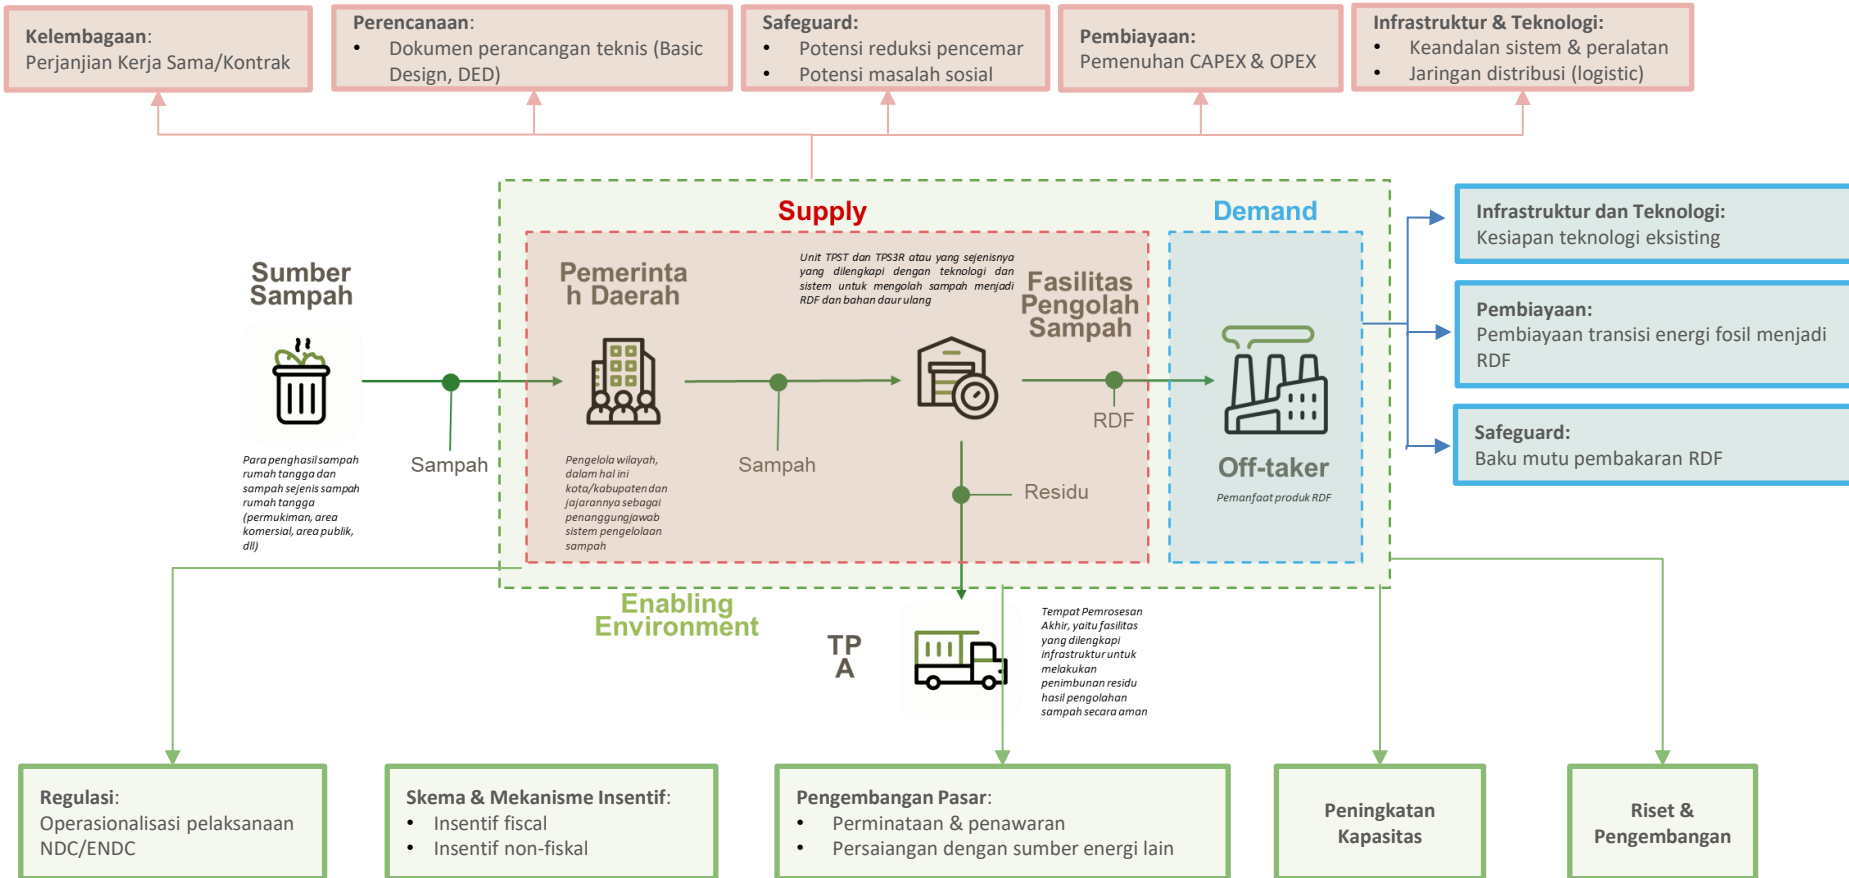 Kelembagaan:
Perjanjian Kerja Sama/Kontrak
Perencanaan:
• Dokumen perancangan teknis (Basic
Design, DED)
Safeguard:
• Potensi reduksi pencemar
• Potensi masalah sosial
Pembiayaan:
Pemenuhan CAPEX & OPEX
Infrastruktur & Teknologi:
• Keandalan sistem & peralatan
• Jaringan distribusi (logistic)
Supply
Demand
Sumber
Sampah
Para penghasil sampah
rumah tangga dan
sampah sejenis sampah
rumah tangga
(permukiman, area
komersial, area publik,
dll)
Sampah
Pemerinta
h Daerah
Pengelola wilayah,
dalam hal ini
kota/kabupaten dan
jajarannya sebagai
penanggungjawab
sistem pengelolaan
sampah
Sampah
Unit TPST dan TPS3R atau yang sejenisnya
yang dilengkapi dengan teknologi dan
sistem untuk mengolah sampah menjadi
RDF dan bahan daur ulang
Fasilitas
Pengolah
Sampah
RDF
Residu
Off-taker
Pemanfaat produk RDF
Infrastruktur dan Teknologi:
Kesiapan teknologi eksisting
Pembiayaan:
Pembiayaan transisi energi fosil menjadi
RDF
Safeguard:
Baku mutu pembakaran RDF
Enabling
Environment
TP
A
Tempat Pemrosesan
Akhir, yaitu fasilitas
yang dilengkapi
infrastruktur untuk
melakukan
penimbunan residu
hasil pengolahan
sampah secara aman
Regulasi:
Operasionalisasi pelaksanaan
NDC/ENDC
Skema & Mekanisme Insentif:
• Insentif fiscal
• Insentif non-fiskal
Pengembangan Pasar:
• Perminataan & penawaran
• Persaiangan dengan sumber energi lain
Peningkatan
Kapasitas
Riset &
Pengembangan